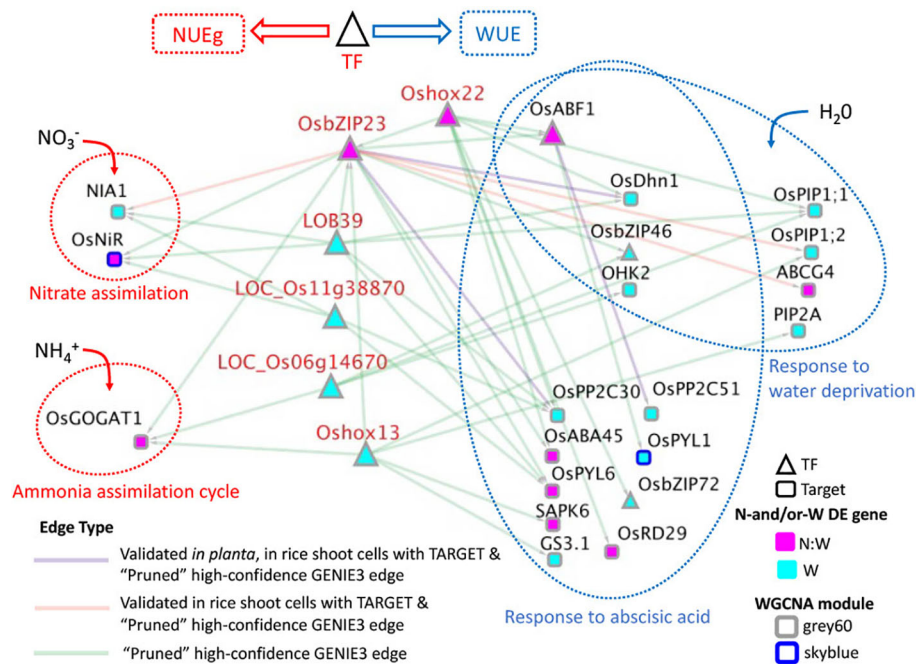 NUEg
TF
WUE
Oshox22
OsABF1
H₂0
OsbZIP23
NO₃⁻
NIA1
OsDhn1
OsPIP1;1
OsNiR
LOB39
OsbZIP46
OsPIP1;2
OHK2
ABCG4
Nitrate assimilation
LOC_Os11g38870
PIP2A
NH₄⁺
LOC_Os06g14670
Response to
water deprivation
OsGOGAT1
OsPP2C30
OsPP2C51
Oshox13
OsABA45
OsPYL1
OsPYL6
OsbZIP72
Ammonia assimilation cycle
SAPK6
OsRD29
GS3.1
Response to abscisic acid
Edge Type
Validated in planta, in rice shoot cells with TARGET &
“Pruned” high-confidence GENIE3 edge
Validated in rice shoot cells with TARGET &
“Pruned” high-confidence GENIE3 edge
“Pruned” high-confidence GENIE3 edge
TF
Target
N-and/or-W DE gene
N:W
W
WGCNA module
grey60
skyblue